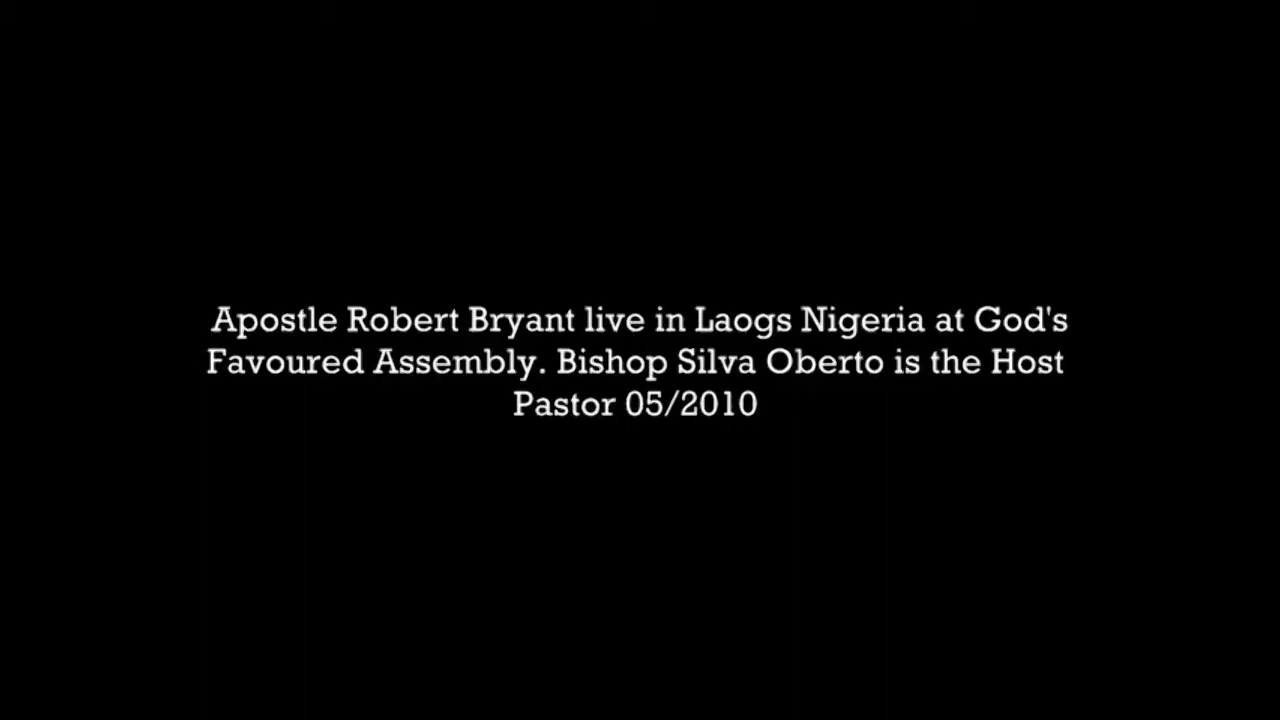 Apostle Robert Bryant live in Laogs Nigeria at God's
Favoured Assembly. Bishop Silva Oberto is the Host
Pastor 05/2010